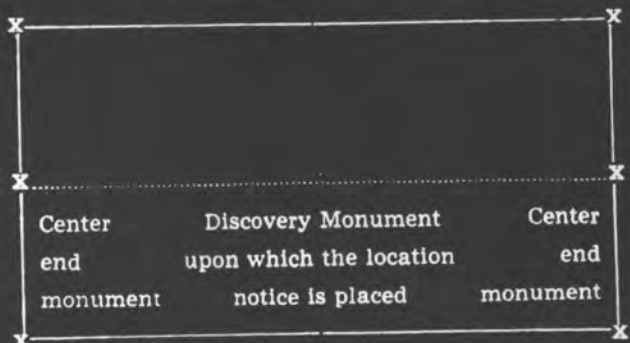 X X
X X
Center Discovery Monument Center
end upon which the location end
monument notice is placed monument
X X